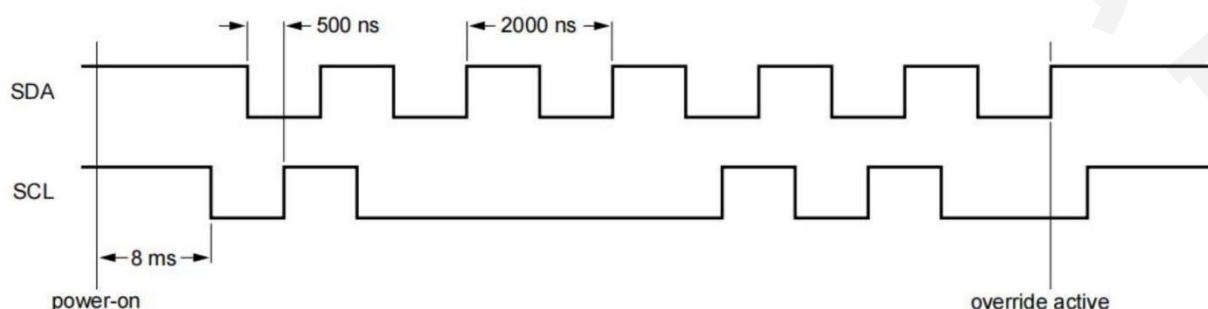 500 ns
2000 ns
SDA
SCL
8 ms
power-on
override active